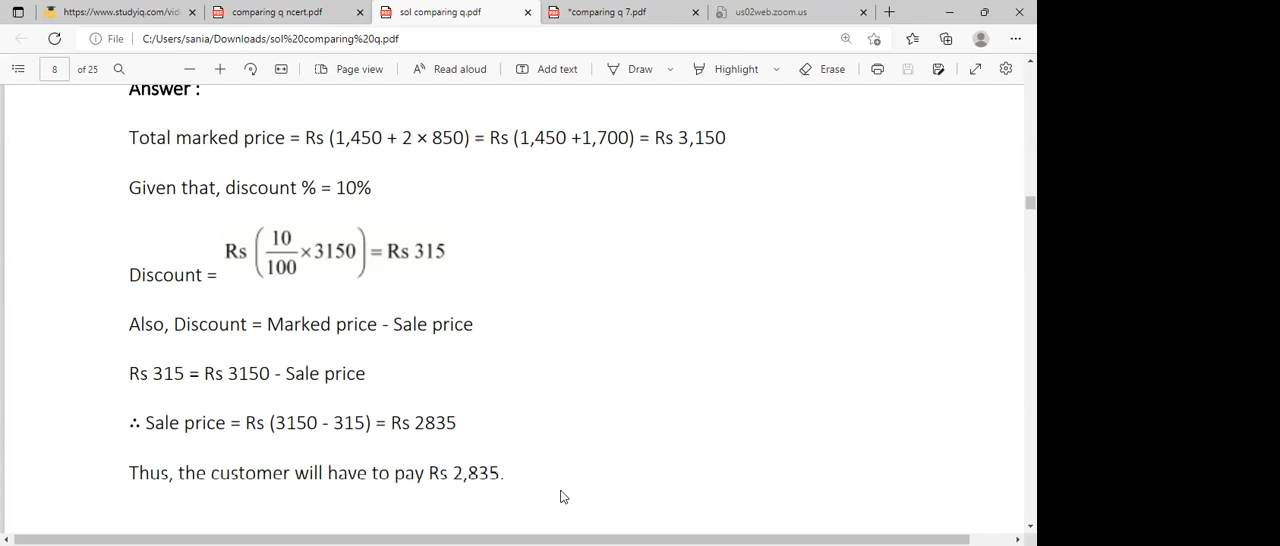 https://www.studyiq.com/vid
comparing q ncert.pdf
sol comparing q.pdf
*comparing q 7.pdf
us02web.zoom.us
File
C:/Users/sania/Downloads/sol%20comparing%20q.pdf
8 of 25
Page view
Read aloud
Add text
Draw
Highlight
Erase
Answer :
Total marked price = Rs (1,450 + 2 × 850) = Rs (1,450 +1,700) = Rs 3,150
Given that, discount % = 10%
Discount = Rs (10/100 ×3150) = Rs 315
Also, Discount = Marked price - Sale price
Rs 315 = Rs 3150 - Sale price
∴ Sale price = Rs (3150 - 315) = Rs 2835
Thus, the customer will have to pay Rs 2,835.